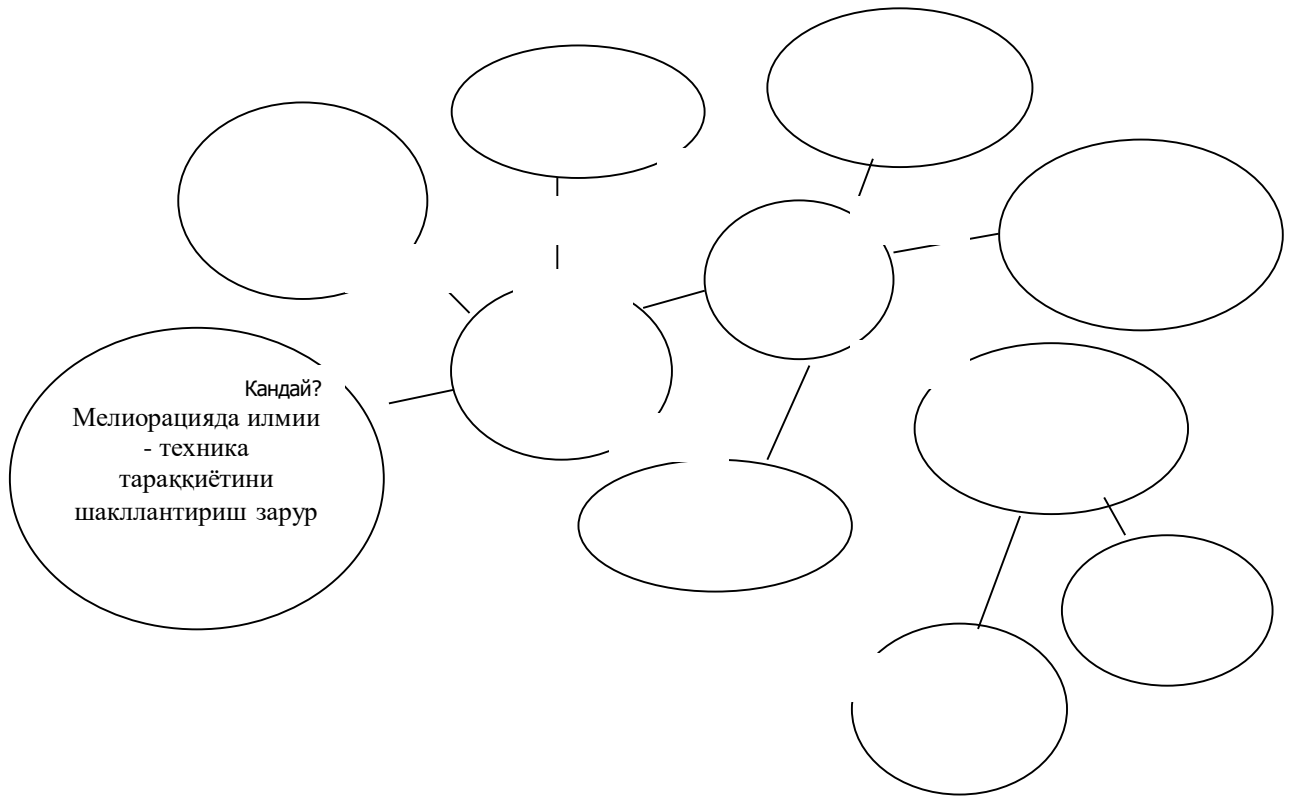 Кандай?
Мелиорацияда илмии
- техника
тараққиётини
шакллантириш зарур